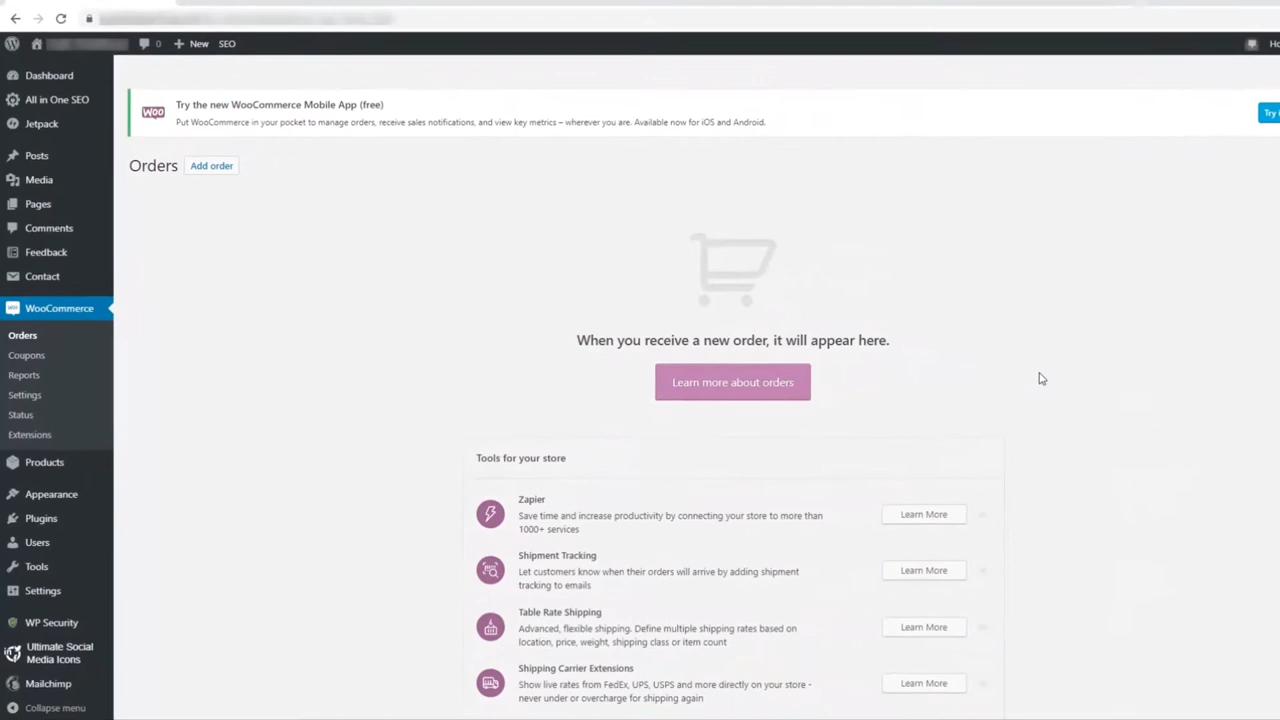 0
New
SEO
Dashboard
All in One SEO
Jetpack
Posts
Media
Pages
Comments
Feedback
Contact
WooCommerce
Orders
Coupons
Reports
Settings
Status
Extensions
Products
Appearance
Plugins
Users
Tools
Settings
WP Security
Ultimate Social
Media Icons
Mailchimp
Collapse menu
WOO
Try the new WooCommerce Mobile App (free)
Put WooCommerce in your pocket to manage orders, receive sales notifications, and view key metrics – wherever you are. Available now for iOS and Android.
Try
Orders
Add order
When you receive a new order, it will appear here.
Learn more about orders
Tools for your store
Zapier
Save time and increase productivity by connecting your store to more than
1000+ services
Learn More
Shipment Tracking
Let customers know when their orders will arrive by adding shipment
tracking to emails
Learn More
Table Rate Shipping
Advanced, flexible shipping. Define multiple shipping rates based on
location, price, weight, shipping class or item count
Learn More
Shipping Carrier Extensions
Show live rates from FedEx, UPS, USPS and more directly on your store -
never under or overcharge for shipping again
Learn More